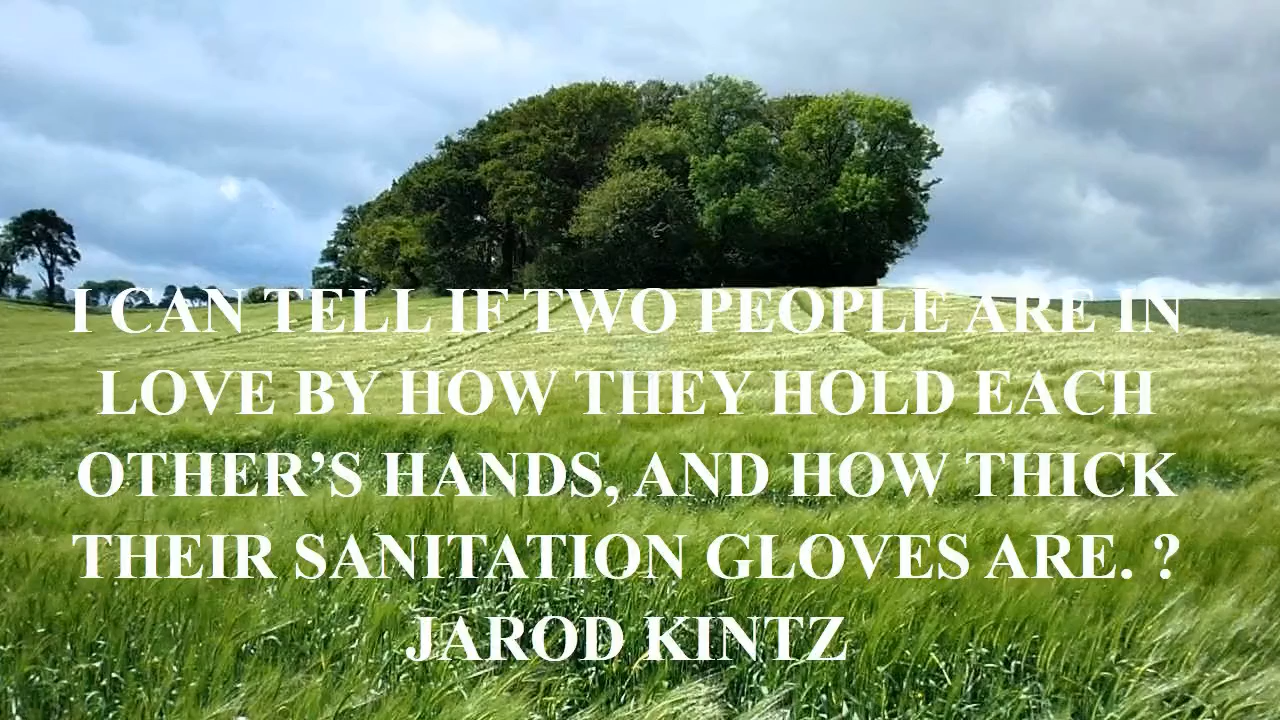 I CAN TELL IF TWO PEOPLE ARE IN
LOVE BY HOW THEY HOLD EACH
OTHER’S HANDS, AND HOW THICK
THEIR SANITATION GLOVES ARE. ?
JAROD KINTZ